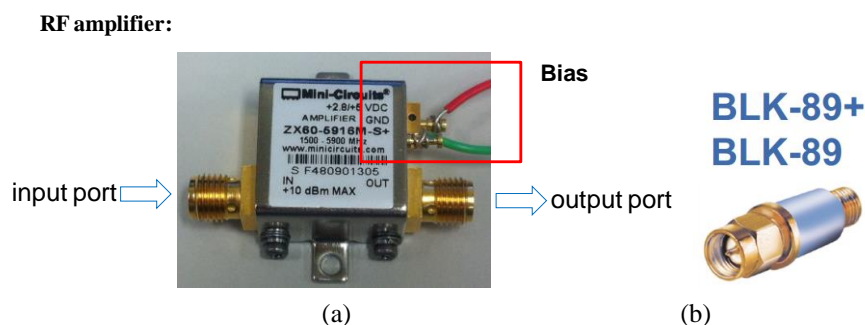 RF amplifier:
Bias
Mini-Circuits®
+2.8/+5 VDC
AMPLIFIER GND
ZX60-5916M-S+
1500 - 5900 MHz
www.minicircuits.com
S F480901305
IN OUT
+10 dBm MAX
input port
output port
BLK-89+
BLK-89
(a)
(b)